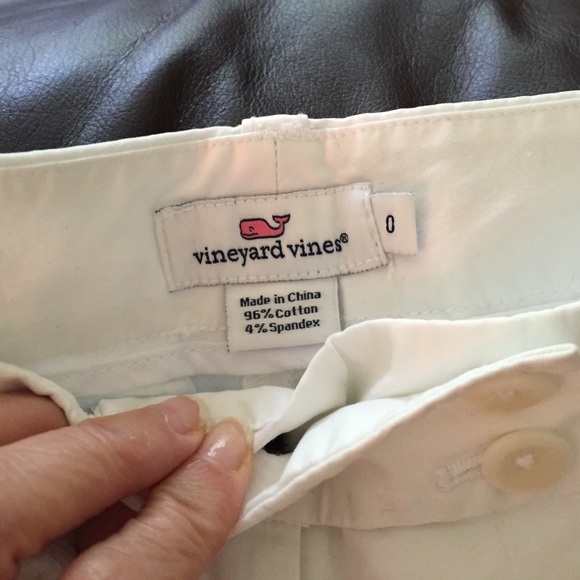 vineyard vines®
0
Made in China
96% Cotton
4% Spandex